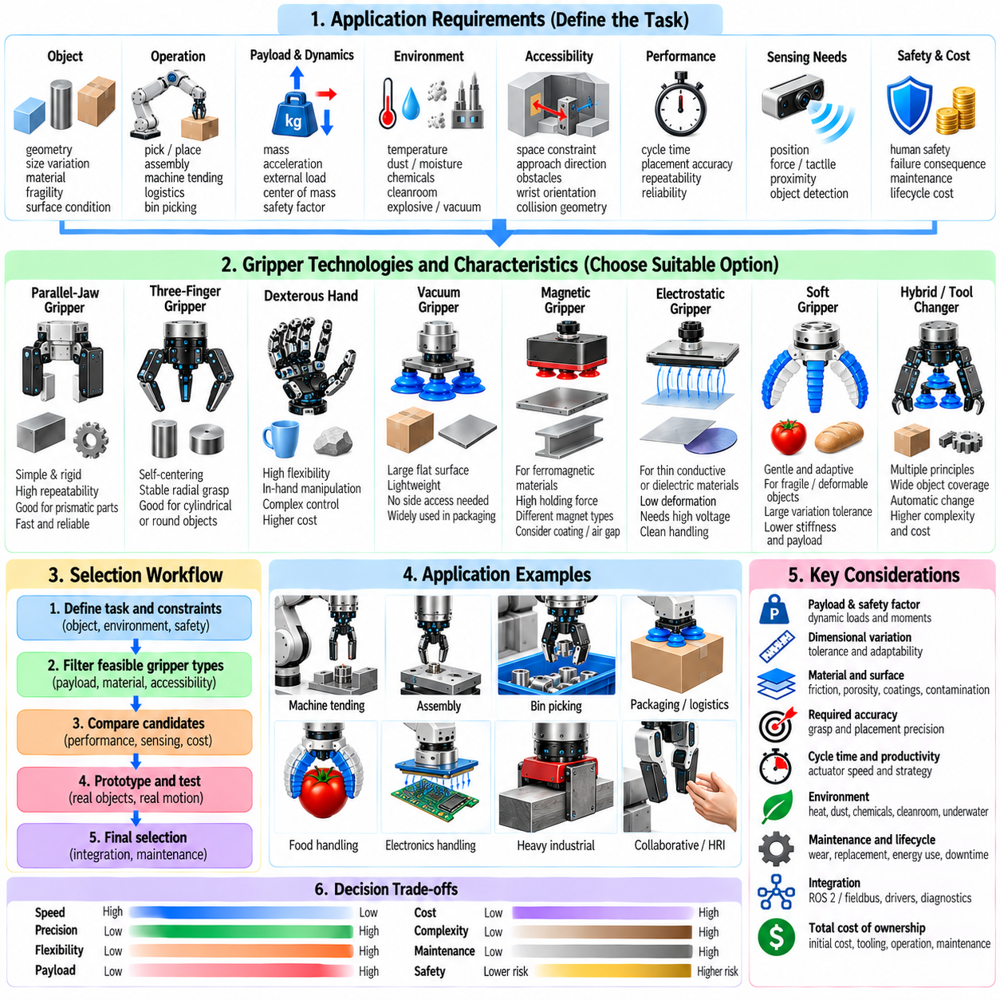 1. Application Requirements (Define the Task)
Object
geometry
size variation
material
fragility
surface condition
Operation
pick / place
assembly
machine tending
logistics
bin picking
Payload & Dynamics
kg
mass
acceleration
external load
center of mass
safety factor
Environment
temperature
dust / moisture
chemicals
cleanroom
explosive / vacuum
Accessibility
space constraint
approach direction
obstacles
wrist orientation
collision geometry
Performance
cycle time
placement accuracy
repeatability
reliability
Sensing Needs
position
force / tactlle
proximity
object detection
Safety & Cost
human safety
failure consequence
maintenance
lifecycle cost
2. Gripper Technologies and Characteristics (Choose Suitable Option)
Parallel-Jaw
Gripper
Simple & rigid
High repeatability
Good for prismatic parts
Fast and reliable
Three-Finger
Gripper
Self-centering
Stable radial grasp
Good for cylindrical
or round objects
Dexterous Hand
High flexibility
In-hand manipulation
Complex control
Higher cost
Vacuum
Gripper
Large flat surface
Lightweight
No side access needed
Widely used in packaging
Magnetic
Gripper
For ferromagnetic
materials
High holding force
Different magnet types
Consider coating / air gap
Electrostatic
Gripper
For thin conductive
or dielectric materials
Low deformation
Needs high voltage
Clean handling
Soft
Gripper
Gentle and adaptive
For fragile / deformable
objects
Large variation tolerance
Lower stiffness
and payload
Hybrid / Tool
Changer
Multiple principles
Wide object coverage
Automatic change
Higher complexity
and cost
3. Selection Workflow
1. Define task and constraints
(object, environment, safety)
2. Filter feasible gripper types
(payload, material, accessibility)
3. Compare candidates
(performance, sensing, cost)
4. Prototype and test
(real objects, real motion)
5. Final selection
(integration, maintenance)
4. Application Examples
Machine tending
Assembly
Bin picking
Packaging / logistics
Food handling
Electronics handling
Heavy industrial
Collaborative / HRI
5. Key Considerations
P
Payload & safety factor
dynamic loads and moments
Dimensional variation
tolerance and adaptability
Material and surface
friction, porosity, coatings, contamination
Required accuracy
grasp and placement precision
Cycle time and productivity
actuator speed and strategy
Environment
heat, dust, chemicals, cleanroom, underwater
Maintenance and lifecycle
wear, replacement, energy use, downtime
Integration
ROS 2 / fieldbus, drivers, diagnostics
$
Total cost of ownership
initial cost, tooling, operation, maintenance
6. Decision Trade-offs
Speed High Low
Precision Low High
Flexibility Low High
Payload Low High
Cost Low High
Complexity Low High
Maintenance Low High
Safety Lower risk Higher risk